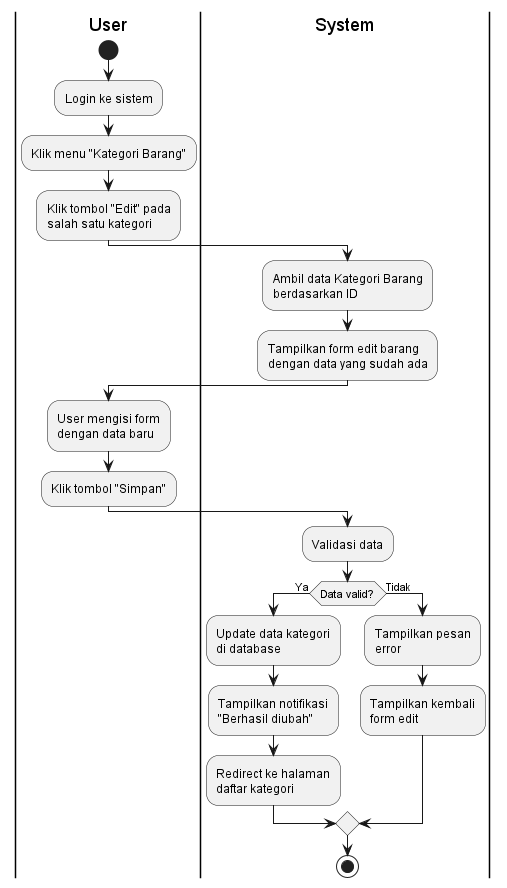 User
System
Login ke sistem
Klik menu "Kategori Barang"
Klik tombol "Edit" pada
salah satu kategori
Ambil data Kategori Barang
berdasarkan ID
Tampilkan form edit barang
dengan data yang sudah ada
User mengisi form
dengan data baru
Klik tombol "Simpan"
Validasi data
Data valid?
Ya
Tidak
Update data kategori
di database
Tampilkan notifikasi
"Berhasil diubah"
Redirect ke halaman
daftar kategori
Tampilkan pesan
error
Tampilkan kembali
form edit